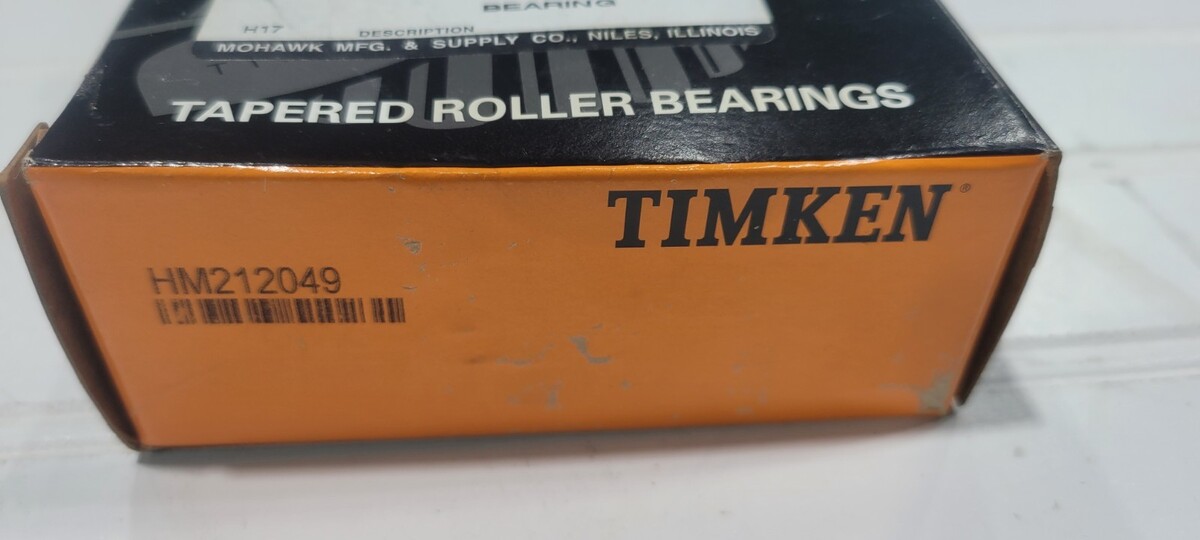 BEARING
H17 DESCRIPTION
MOHAWK MFG. & SUPPLY CO., NILES, ILLINOIS
TAPERED ROLLER BEARINGS
TIMKEN®
HM212049